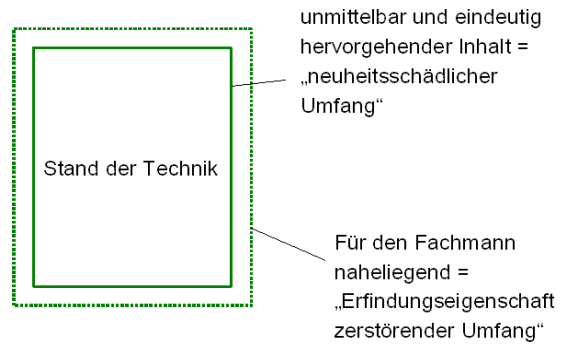 unmittelbar und eindeutig
hervorgehender Inhalt =
„neuheitsschädlicher
Umfang“
Stand der Technik
Für den Fachmann
naheliegend =
„Erfindungseigenschaft
zerstörender Umfang“